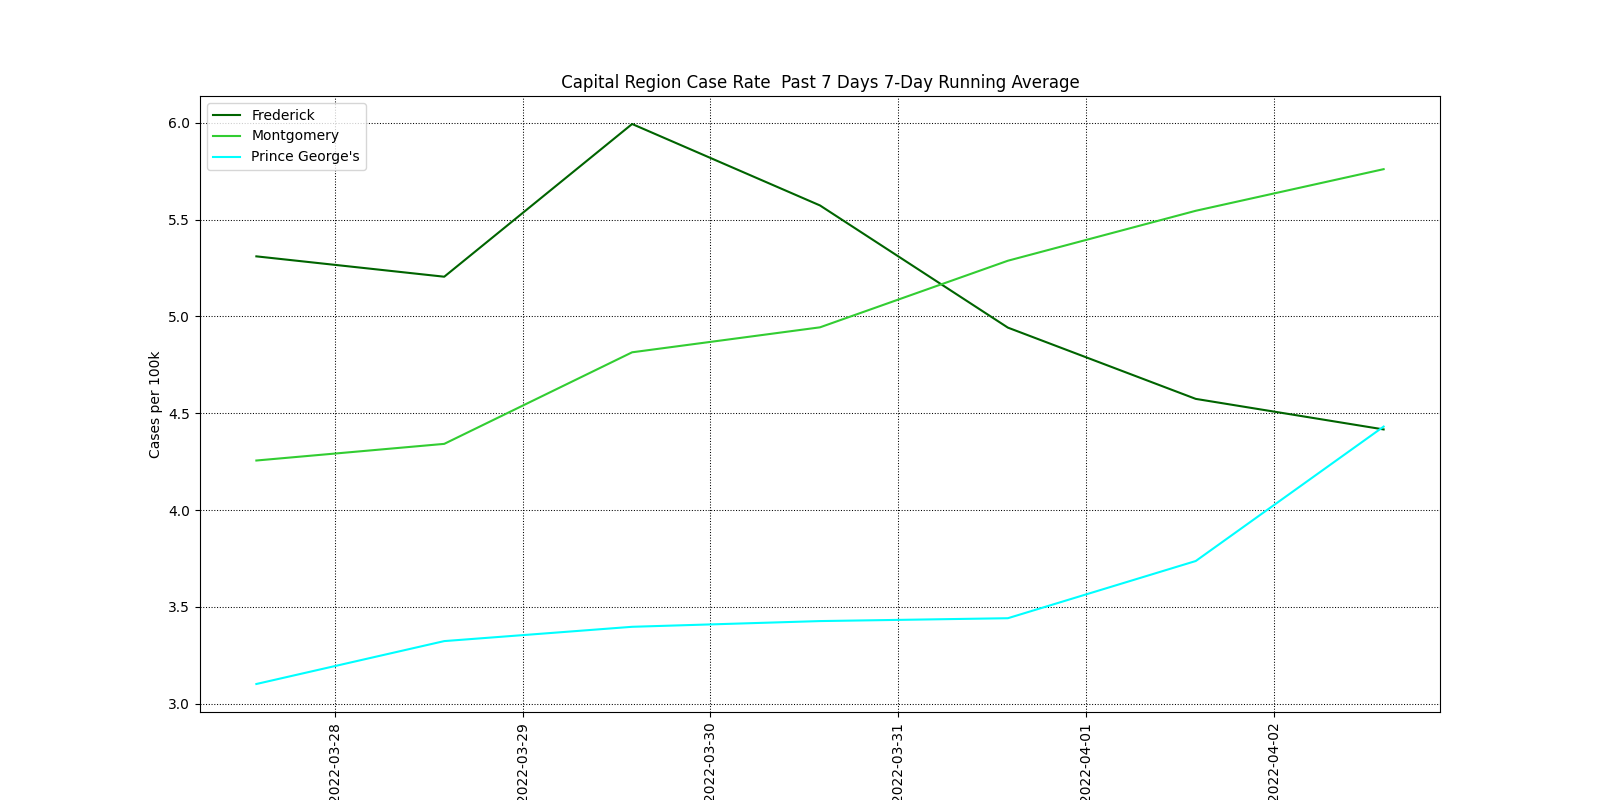 Capital Region Case Rate  Past 7 Days 7-Day Running Average
Frederick
Montgomery
Prince George's
Cases per 100k
6.0
5.5
5.0
4.5
4.0
3.5
3.0
2022-03-28
2022-03-29
2022-03-30
2022-03-31
2022-04-01
2022-04-02